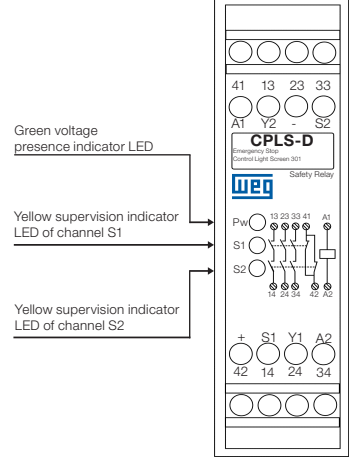 41 13 23 33
A1 Y2 - S2
CPLS-D
Emergency Stop
Control Light Screen 301
Safety Relay
WEG
Green voltage
presence indicator LED
Yellow supervision indicator
LED of channel S1
Yellow supervision indicator
LED of channel S2
Pw
13 23 33 41 A1
S1
S2
14 24 34 42 A2
+ S1 Y1 A2
42 14 24 34